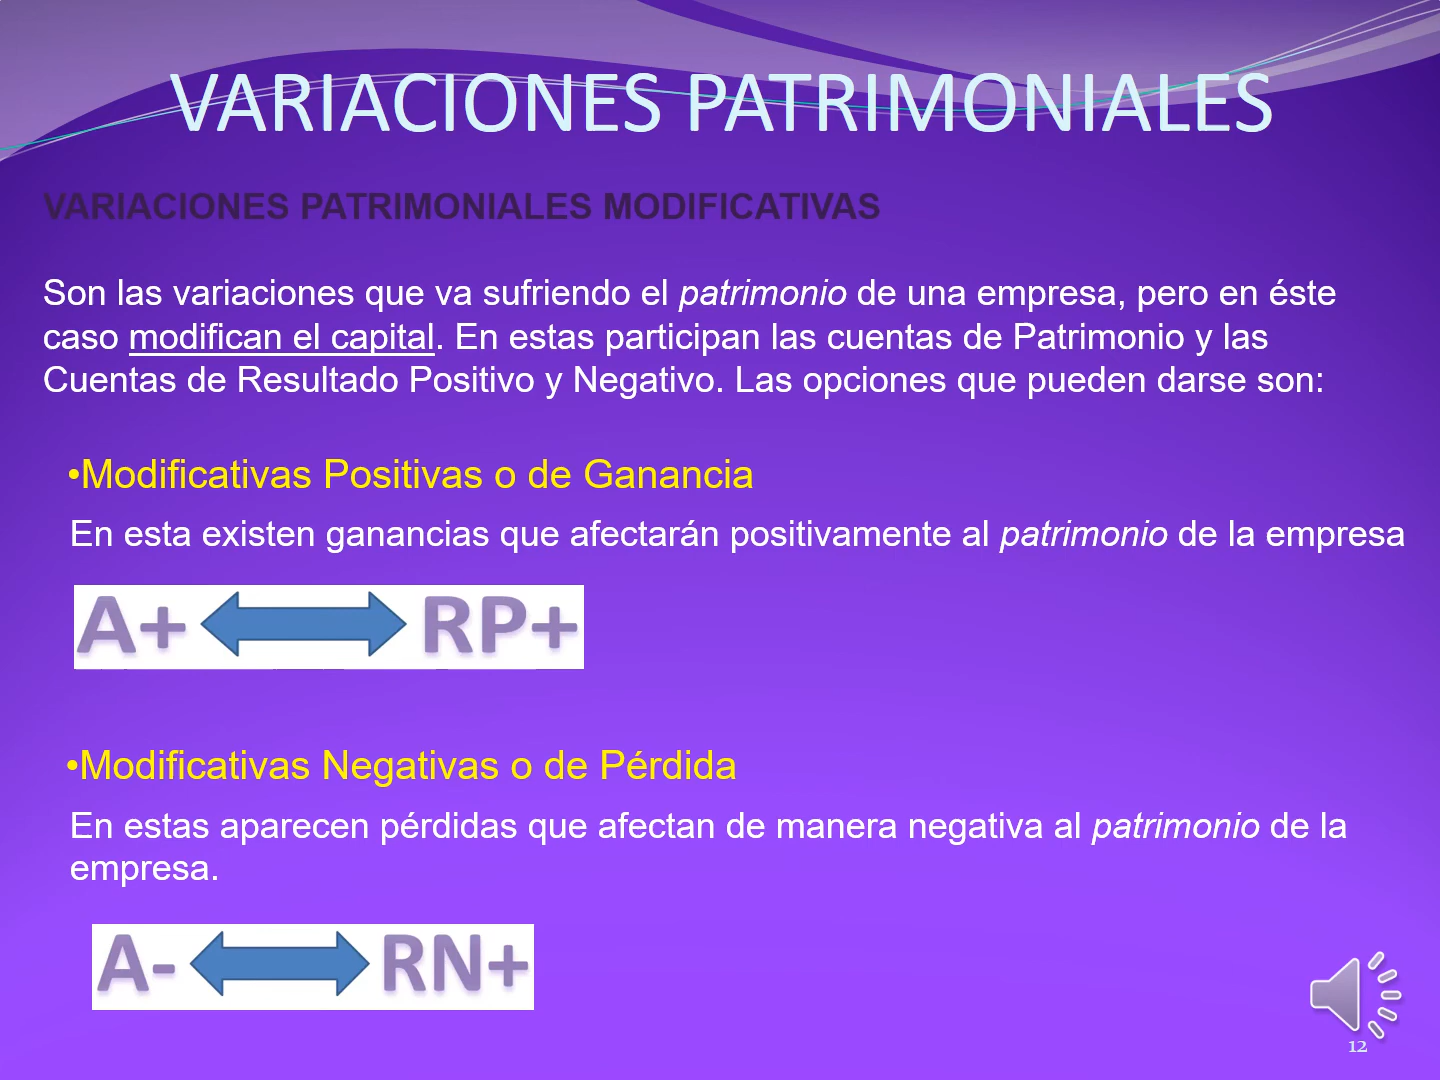 VARIACIONES PATRIMONIALES
VARIACIONES PATRIMONIALES MODIFICATIVAS
Son las variaciones que va sufriendo el patrimonio de una empresa, pero en éste
caso modifican el capital. En estas participan las cuentas de Patrimonio y las
Cuentas de Resultado Positivo y Negativo. Las opciones que pueden darse son:
•Modificativas Positivas o de Ganancia
En esta existen ganancias que afectarán positivamente al patrimonio de la empresa
A+ RP+
•Modificativas Negativas o de Pérdida
En estas aparecen pérdidas que afectan de manera negativa al patrimonio de la
empresa.
A- RN+
12